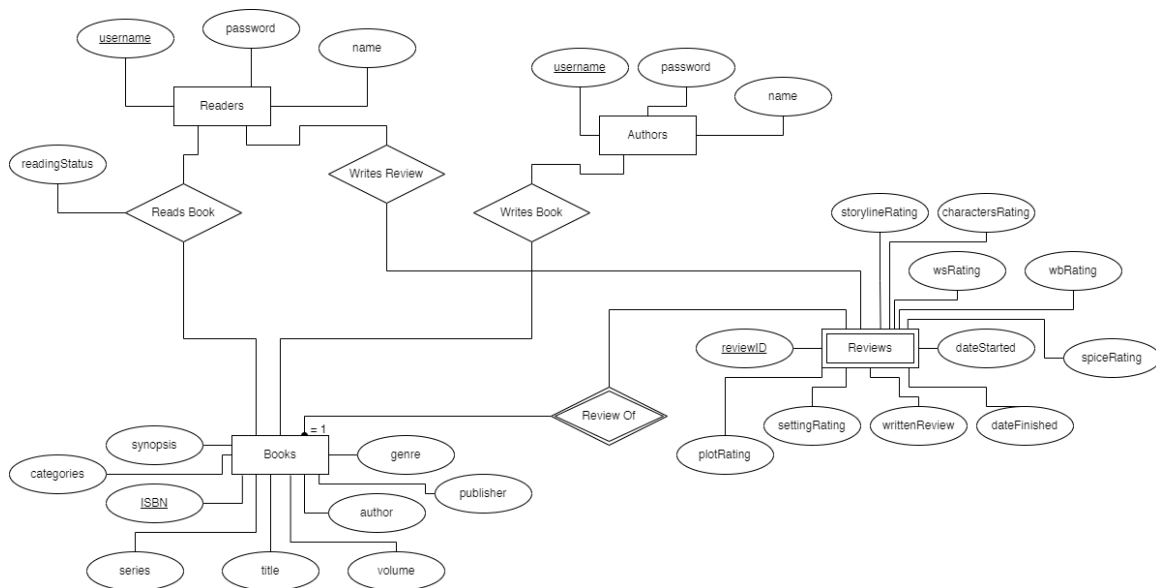 username
password
name
Readers
username
password
name
Authors
readingStatus
Writes Review
Reads Book
Writes Book
storylineRating
charactersRating
wsRating
wbRating
reviewID
Reviews
dateStarted
spiceRating
Review Of
= 1
settingRating
writtenReview
dateFinished
plotRating
synopsis
Books
genre
categories
publisher
ISBN
author
series
title
volume